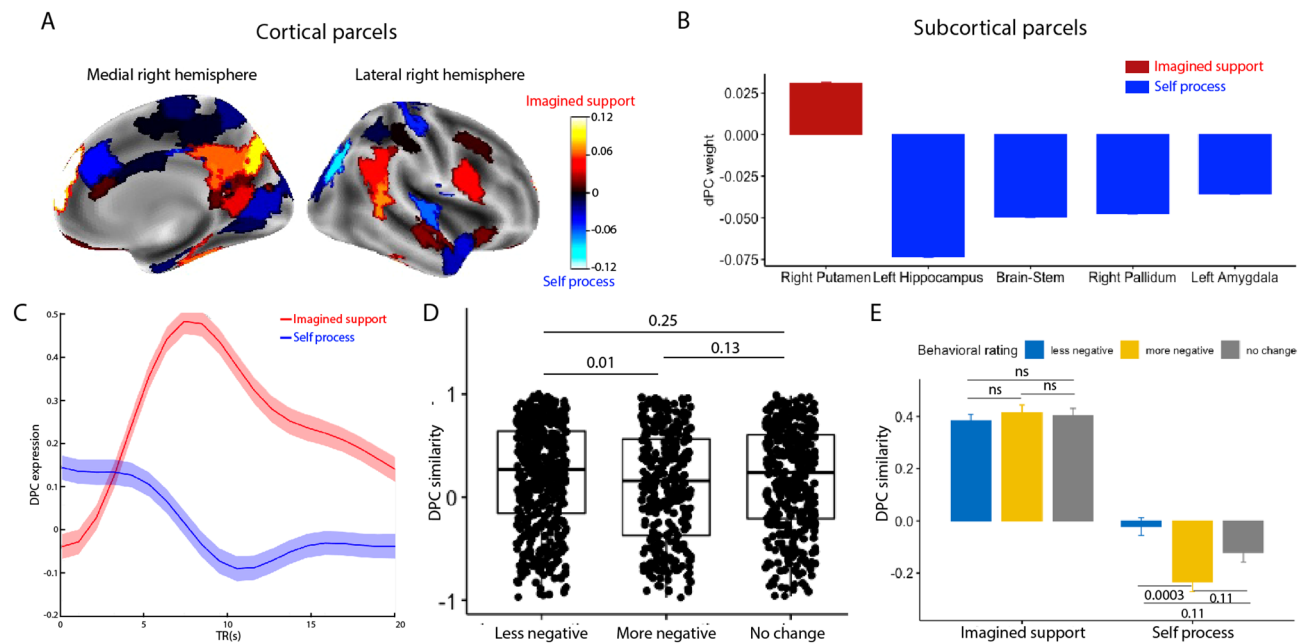 A
Cortical parcels
Medial right hemisphere
Lateral right hemisphere
Imagined support
0.12
0.06
0
-0.06
-0.12
Self process
B
Subcortical parcels
Imagined support
Self process
dPC weight
0.025
0.000
-0.025
-0.050
-0.075
Right Putamen Left Hippocampus Brain-Stem Right Pallidum Left Amygdala
C
Imagined support
Self process
DPC expression
0.5
0.4
0.3
0.2
0.1
0
-0.1
-0.2
0 5 10 15 20
TR(s)
D
0.25
0.01
0.13
DPC similarity
1
0
-1
Less negative More negative No change
E
Behavioral rating less negative more negative no change
ns
ns ns
DPC similarity
0.4
0.2
0.0
-0.2
0.0003 0.11
0.11
Imagined support Self process